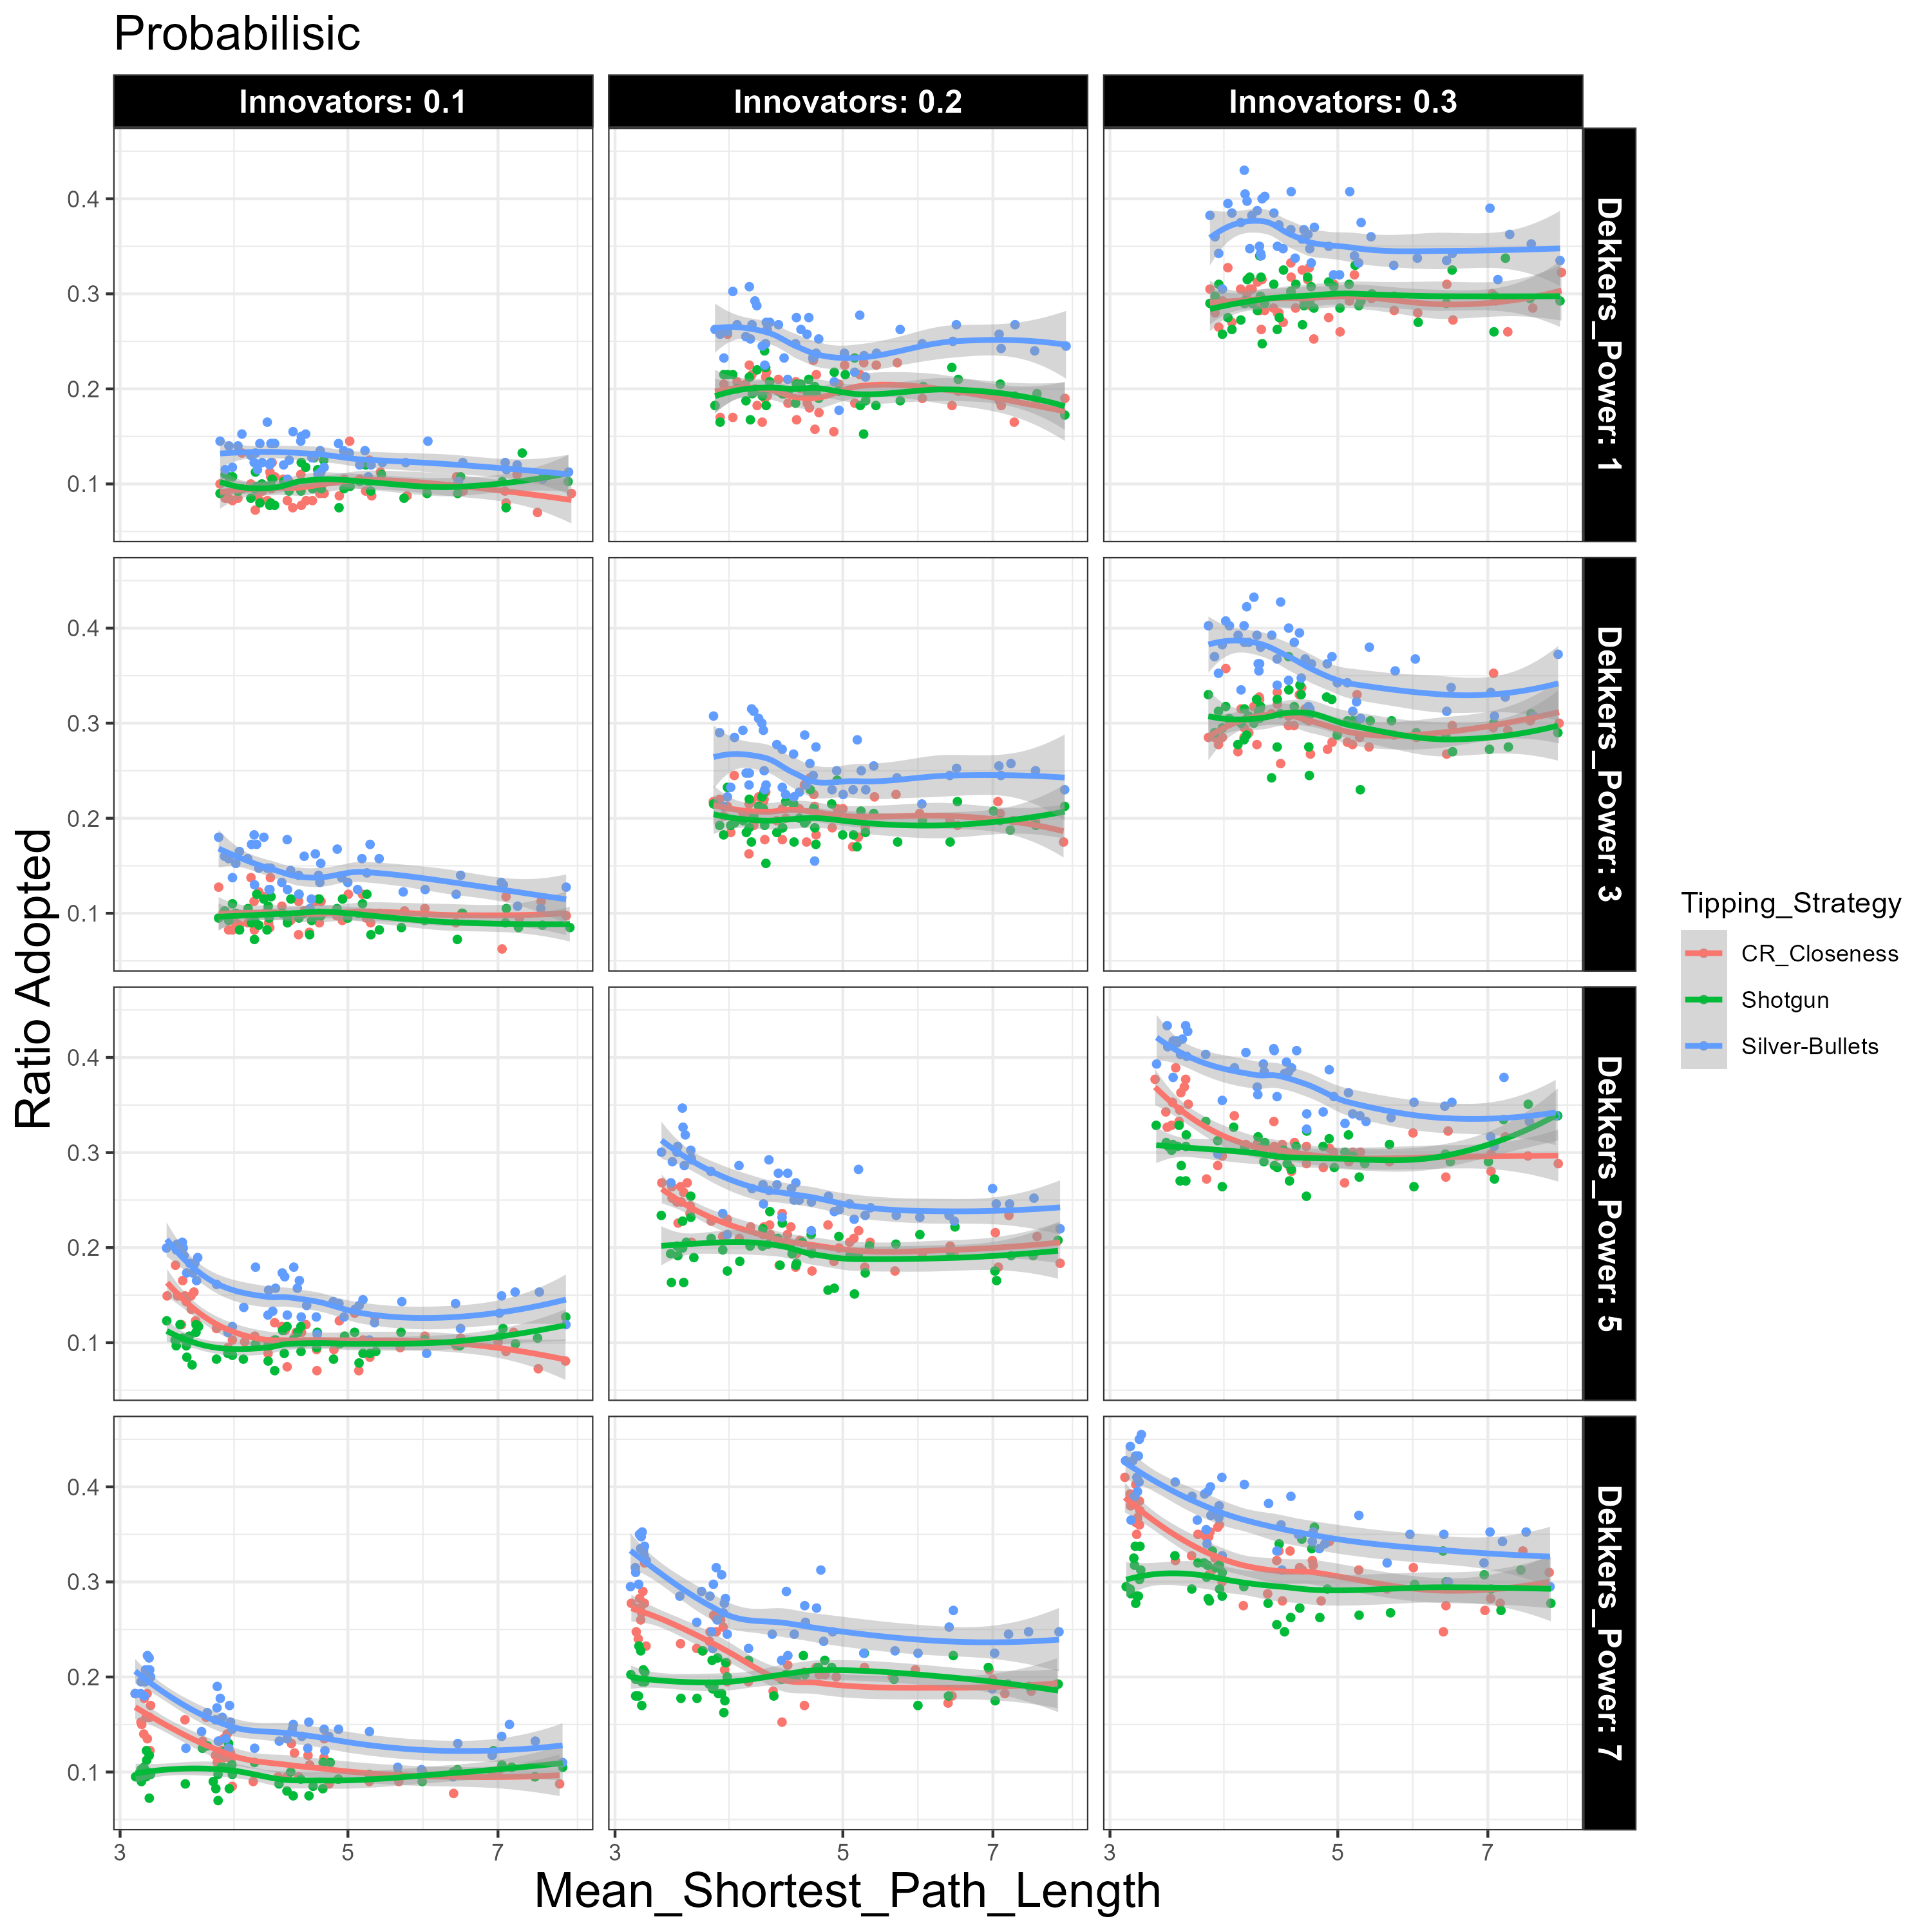 Probabilisic
Innovators: 0.1
Innovators: 0.2
Innovators: 0.3
Dekkers_Power: 1
Dekkers_Power: 3
Dekkers_Power: 5
Dekkers_Power: 7
Ratio Adopted
0.4
0.3
0.2
0.1
0.4
0.3
0.2
0.1
0.4
0.3
0.2
0.1
0.4
0.3
0.2
0.1
3 5 7
3 5 7
3 5 7
Mean_Shortest_Path_Length
Tipping_Strategy
CR_Closeness
Shotgun
Silver-Bullets